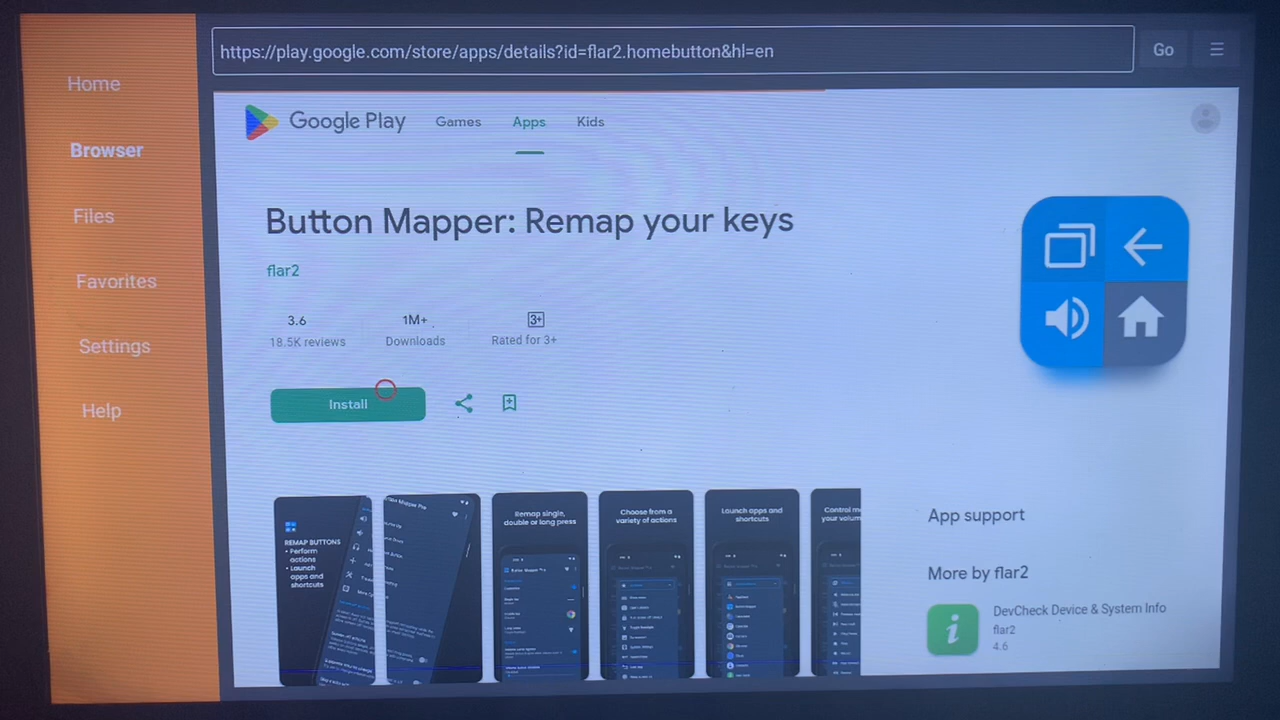 https://play.google.com/store/apps/details?id=flar2.homebutton&hl=en
Go
Home
Browser
Files
Favorites
Settings
Help
Google Play
Games
Apps
Kids
Button Mapper: Remap your keys
flar2
3.6
18.5K reviews
1M+
Downloads
3+
Rated for 3+
Install
REMAP BUTTONS
• Perform
actions
• Launch
apps and
shortcuts
Remap single,
double or long press
Choose from a
variety of actions
Launch apps and
shortcuts
Control m
your volum
App support
More by flar2
DevCheck Device & System Info
flar2
4.6